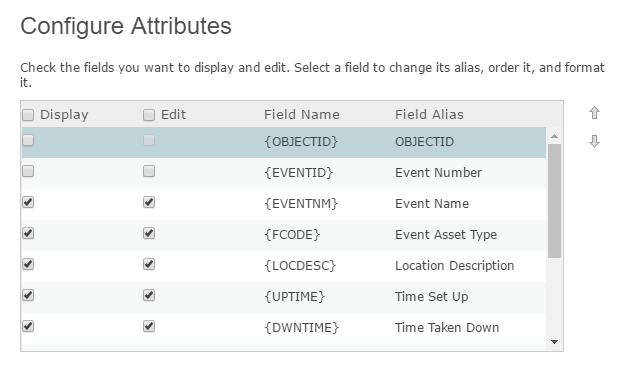 Configure Attributes
Check the fields you want to display and edit. Select a field to change its alias, order it, and format
it.
Display Edit Field Name Field Alias
{OBJECTID} OBJECTID
{EVENTID} Event Number
{EVENTNM} Event Name
{FCODE} Event Asset Type
{LOCDESC} Location Description
{UPTIME} Time Set Up
{DWNTIME} Time Taken Down